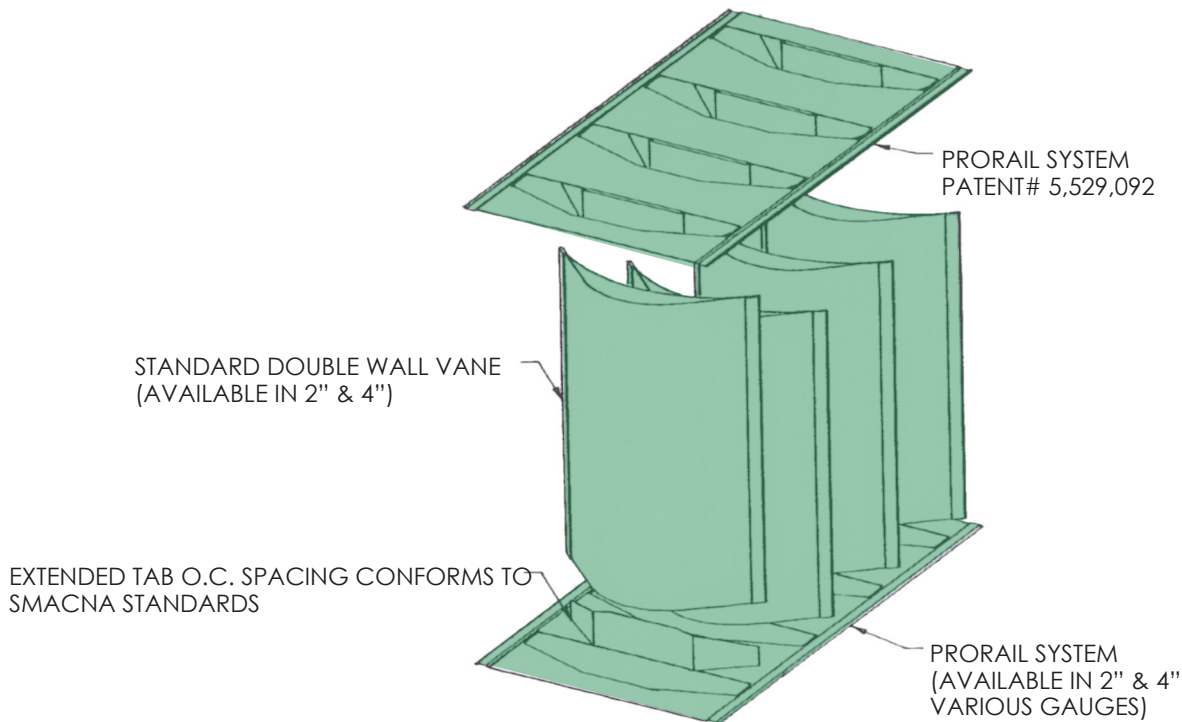 PRORAIL SYSTEM
PATENT# 5,529,092
STANDARD DOUBLE WALL VANE
(AVAILABLE IN 2” & 4”)
EXTENDED TAB O.C. SPACING CONFORMS TO
SMACNA STANDARDS
PRORAIL SYSTEM
(AVAILABLE IN 2” & 4”
VARIOUS GAUGES)